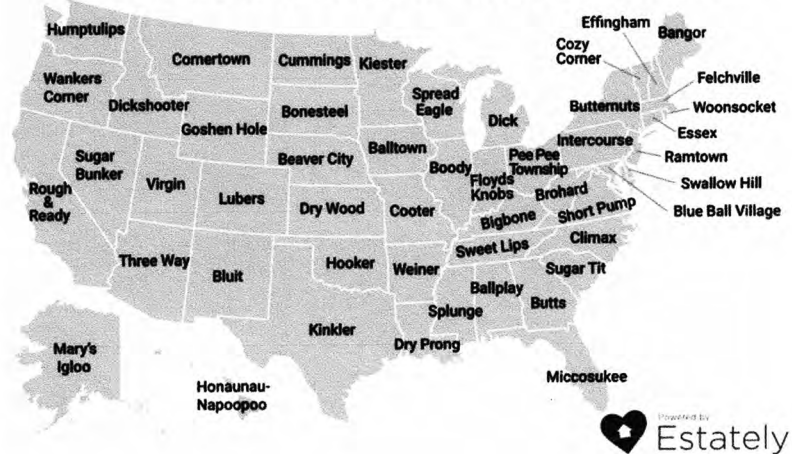 Humptulips
Comertown
Cummings
Kiester
Effingham
Bangor
Cozy
Corner
Wankers
Corner
Dickshooter
Spread
Eagle
Felchville
Bonesteel
Dick
Butternuts
Woonsocket
Goshen Hole
Essex
Sugar
Bunker
Beaver City
Balltown
Boody
Floyds
Knobs
Pee Pee
Township
Intercourse
Ramtown
Rough
&
Ready
Virgin
Lubers
Dry Wood
Cooter
Brohard
Swallow Hill
Bigbone
Short Pump
Blue Ball Village
Three Way
Bluit
Hooker
Weiner
Sweet Lips
Climax
Sugar Tit
Ballplay
Butts
Splunge
Kinkler
Dry Prong
Mary's
Igloo
Honaunau-
Napoopoo
Miccosukee
Powered by
Estately